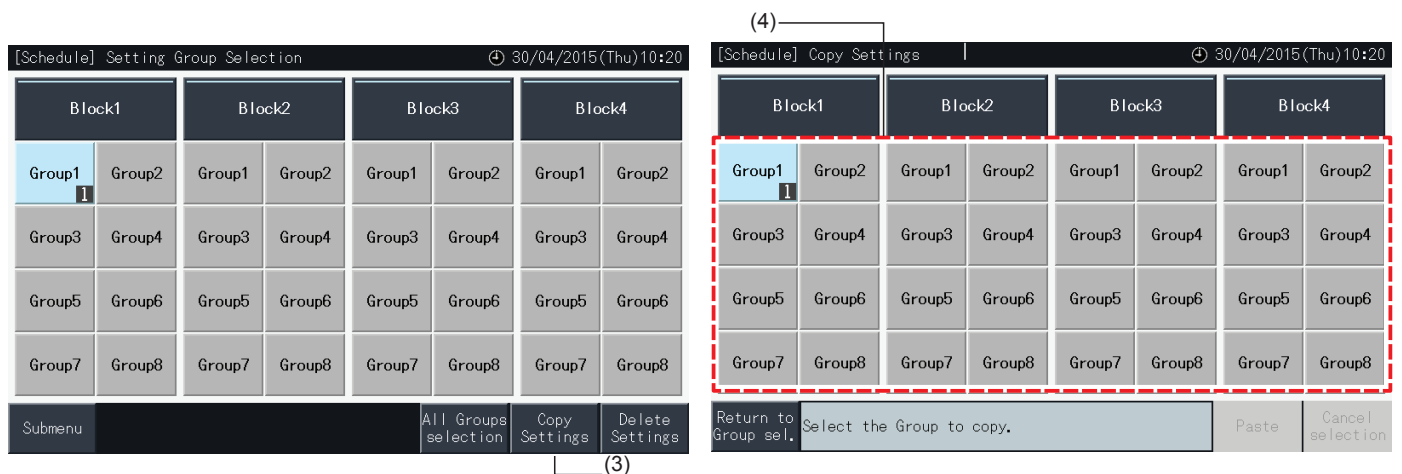 (4)
[Schedule] Setting Group Selection 30/04/2015(Thu)10:20
Block1 Block2 Block3 Block4
Group1 Group2 Group1 Group2 Group1 Group2 Group1 Group2
1
Group3 Group4 Group3 Group4 Group3 Group4 Group3 Group4
Group5 Group6 Group5 Group6 Group5 Group6 Group5 Group6
Group7 Group8 Group7 Group8 Group7 Group8 Group7 Group8
Submenu
All Groups selection
Copy Settings
Delete Settings
(3)
[Schedule] Copy Settings 30/04/2015(Thu)10:20
Block1 Block2 Block3 Block4
Group1 Group2 Group1 Group2 Group1 Group2 Group1 Group2
1
Group3 Group4 Group3 Group4 Group3 Group4 Group3 Group4
Group5 Group6 Group5 Group6 Group5 Group6 Group5 Group6
Group7 Group8 Group7 Group8 Group7 Group8 Group7 Group8
Return to Group sel.
Select the Group to copy.
Paste
Cancel selection